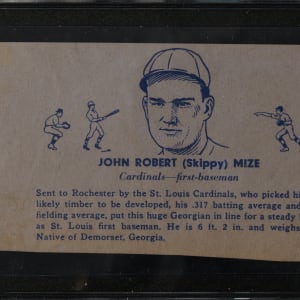 JOHN ROBERT (Skippy) MIZE
Cardinals—first-baseman
Sent to Rochester by the St. Louis Cardinals, who picked hi
likely timber to be developed, his .317 batting average and
fielding average, put this huge Georgian in line for a steady
as St. Louis first baseman. He is 6 ft. 2 in. and weighs
Native of Demorset, Georgia.